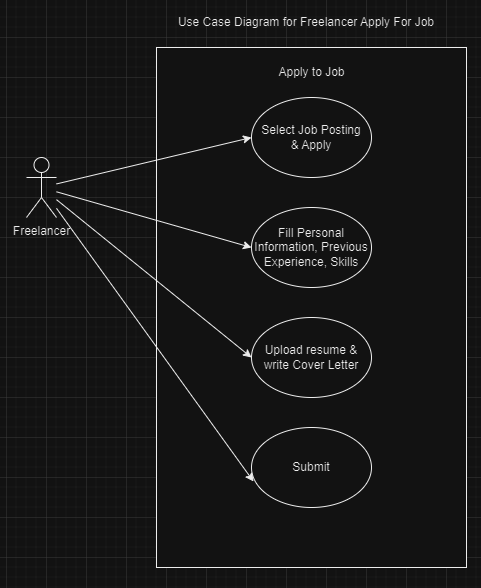 Use Case Diagram for Freelancer Apply For Job
Apply to Job
Select Job Posting
& Apply
Freelancer
Fill Personal
Information, Previous
Experience, Skills
Upload resume &
write Cover Letter
Submit